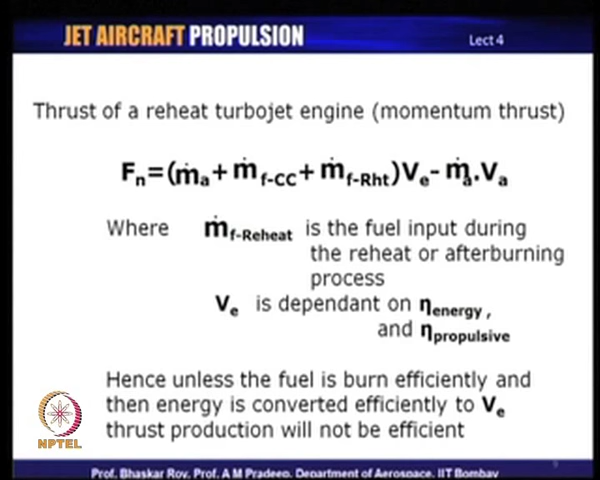 JET AIRCRAFT PROPULSION
Lect 4
Thrust of a reheat turbojet engine (momentum thrust)
Fn=(ṁa+ ṁf-CC+ ṁf-Rht)Ve- ṁa.Va
Where ṁf-Reheat is the fuel input during
the reheat or afterburning
process
Ve is dependant on ηenergy,
and ηpropulsive
Hence unless the fuel is burn efficiently and
then energy is converted efficiently to Ve
thrust production will not be efficient
NPTEL
Prof. Bhaskar Roy, Prof. A M Pradeep, Department of Aerospace, IIT Bombay
9